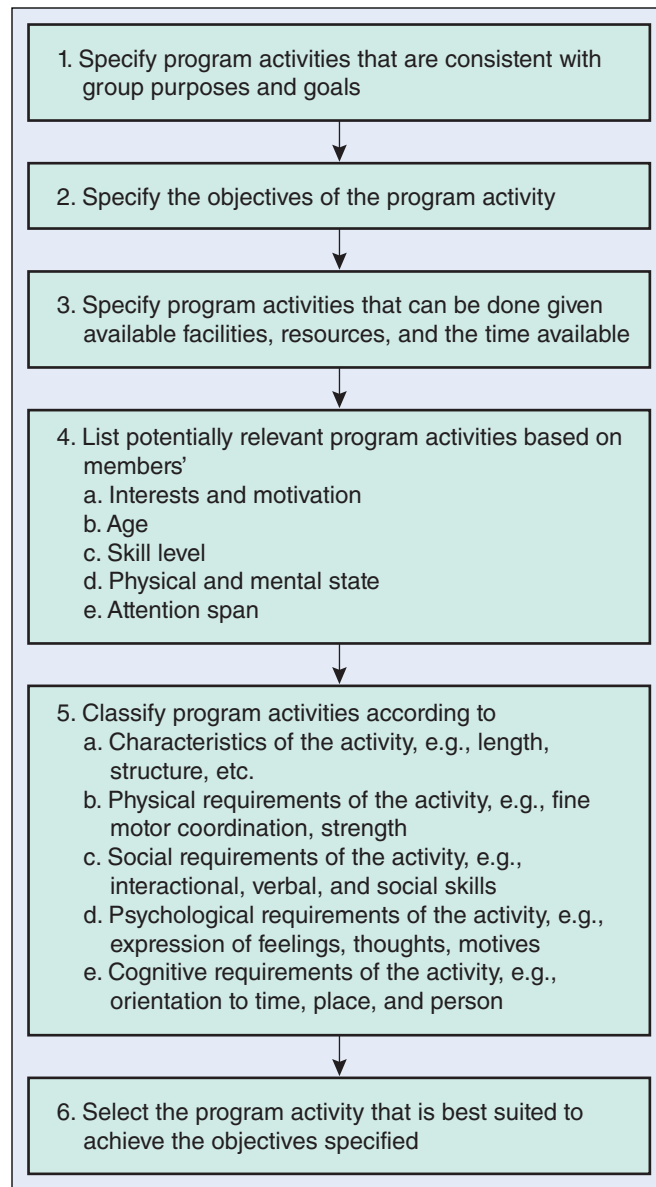 1. Specify program activities that are consistent with
group purposes and goals
2. Specify the objectives of the program activity
3. Specify program activities that can be done given
available facilities, resources, and the time available
4. List potentially relevant program activities based on
members’
a. Interests and motivation
b. Age
c. Skill level
d. Physical and mental state
e. Attention span
5. Classify program activities according to
a. Characteristics of the activity, e.g., length,
structure, etc.
b. Physical requirements of the activity, e.g., fine
motor coordination, strength
c. Social requirements of the activity, e.g.,
interactional, verbal, and social skills
d. Psychological requirements of the activity, e.g.,
expression of feelings, thoughts, motives
e. Cognitive requirements of the activity, e.g.,
orientation to time, place, and person
6. Select the program activity that is best suited to
achieve the objectives specified